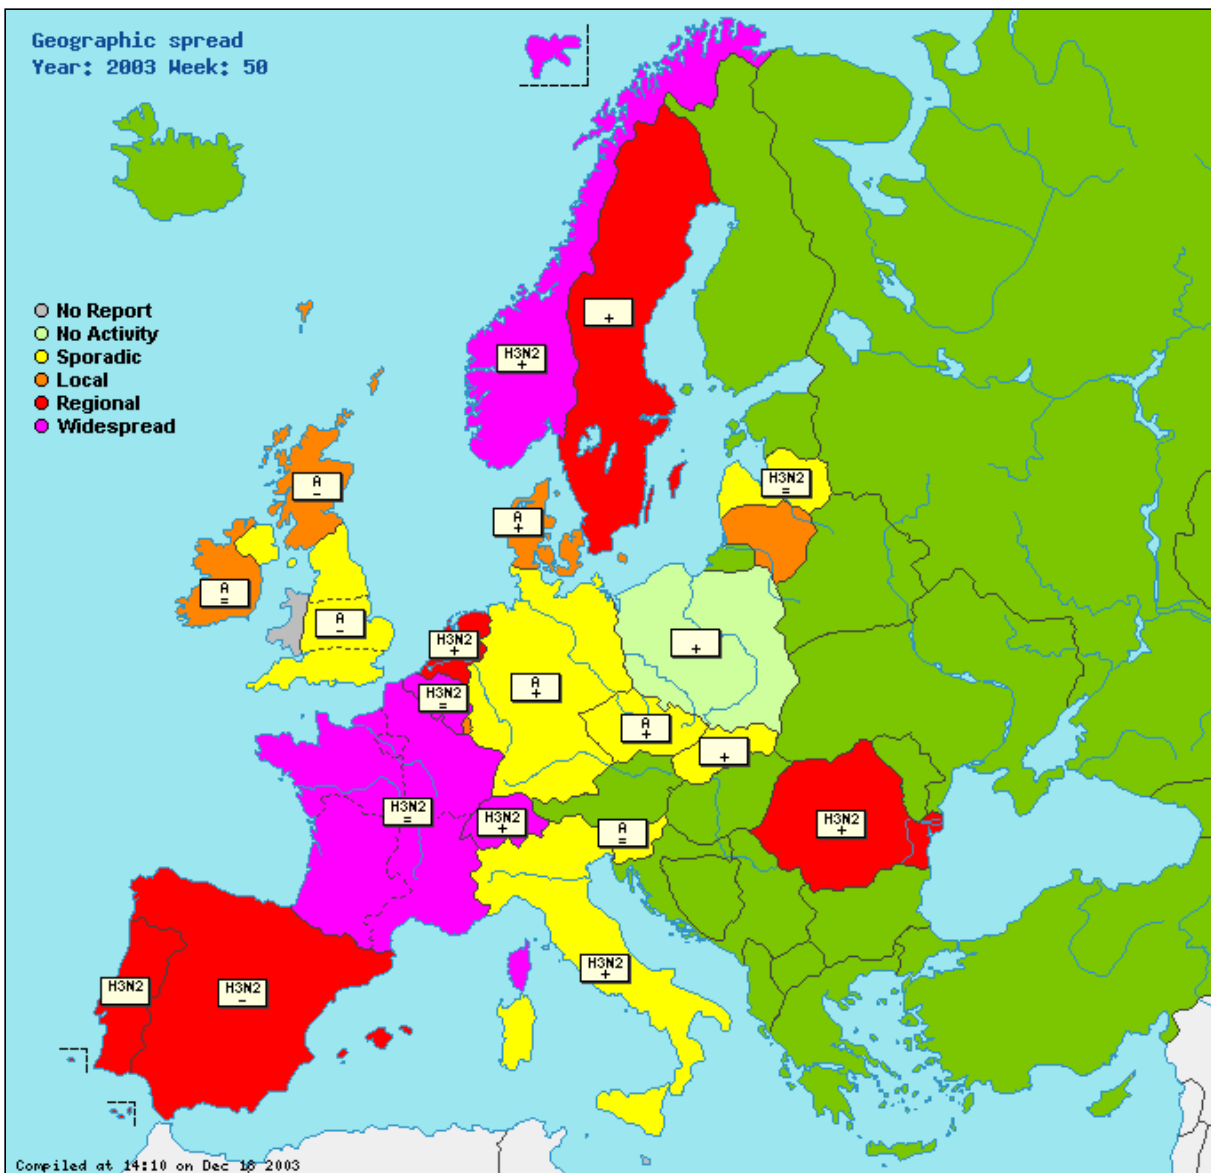 Geographic spread
Year: 2003 Week: 50
No Report
No Activity
Sporadic
Local
Regional
Widespread
+
H3N2
+
H3N2
=
A
-
A
+
A
=
A
-
H3N2
+
+
H3N2
=
A
+
A
+
+
H3N2
=
H3N2
+
A
=
H3N2
+
H3N2
+
H3N2
H3N2
-
Compiled at 14:10 on Dec 18 2003